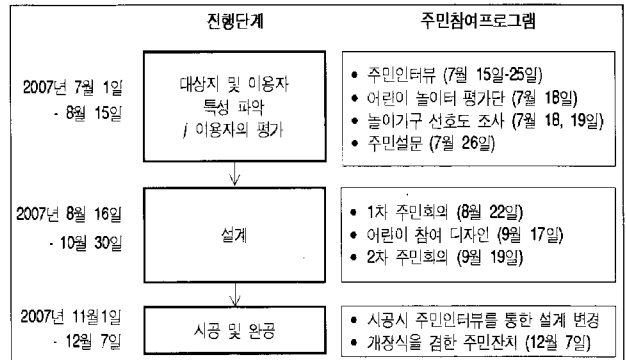 진행단계
주민참여프로그램
2007년 7월 1일
- 8월 15일
대상지 및 이용자
특성 파악
/ 이용자의 평가
• 주민인터뷰 (7월 15일-25일)
• 어린이 놀이터 평가단 (7월 18일)
• 놀이기구 선호도 조사 (7월 18, 19일)
• 주민설문 (7월 26일)
2007년 8월 16일
- 10월 30일
설계
• 1차 주민회의 (8월 22일)
• 어린이 참여 디자인 (9월 17일)
• 2차 주민회의 (9월 19일)
2007년 11월1일
- 12월 7일
시공 및 완공
• 시공시 주민인터뷰를 통한 설계 변경
• 개장식을 겸한 주민잔치 (12월 7일)